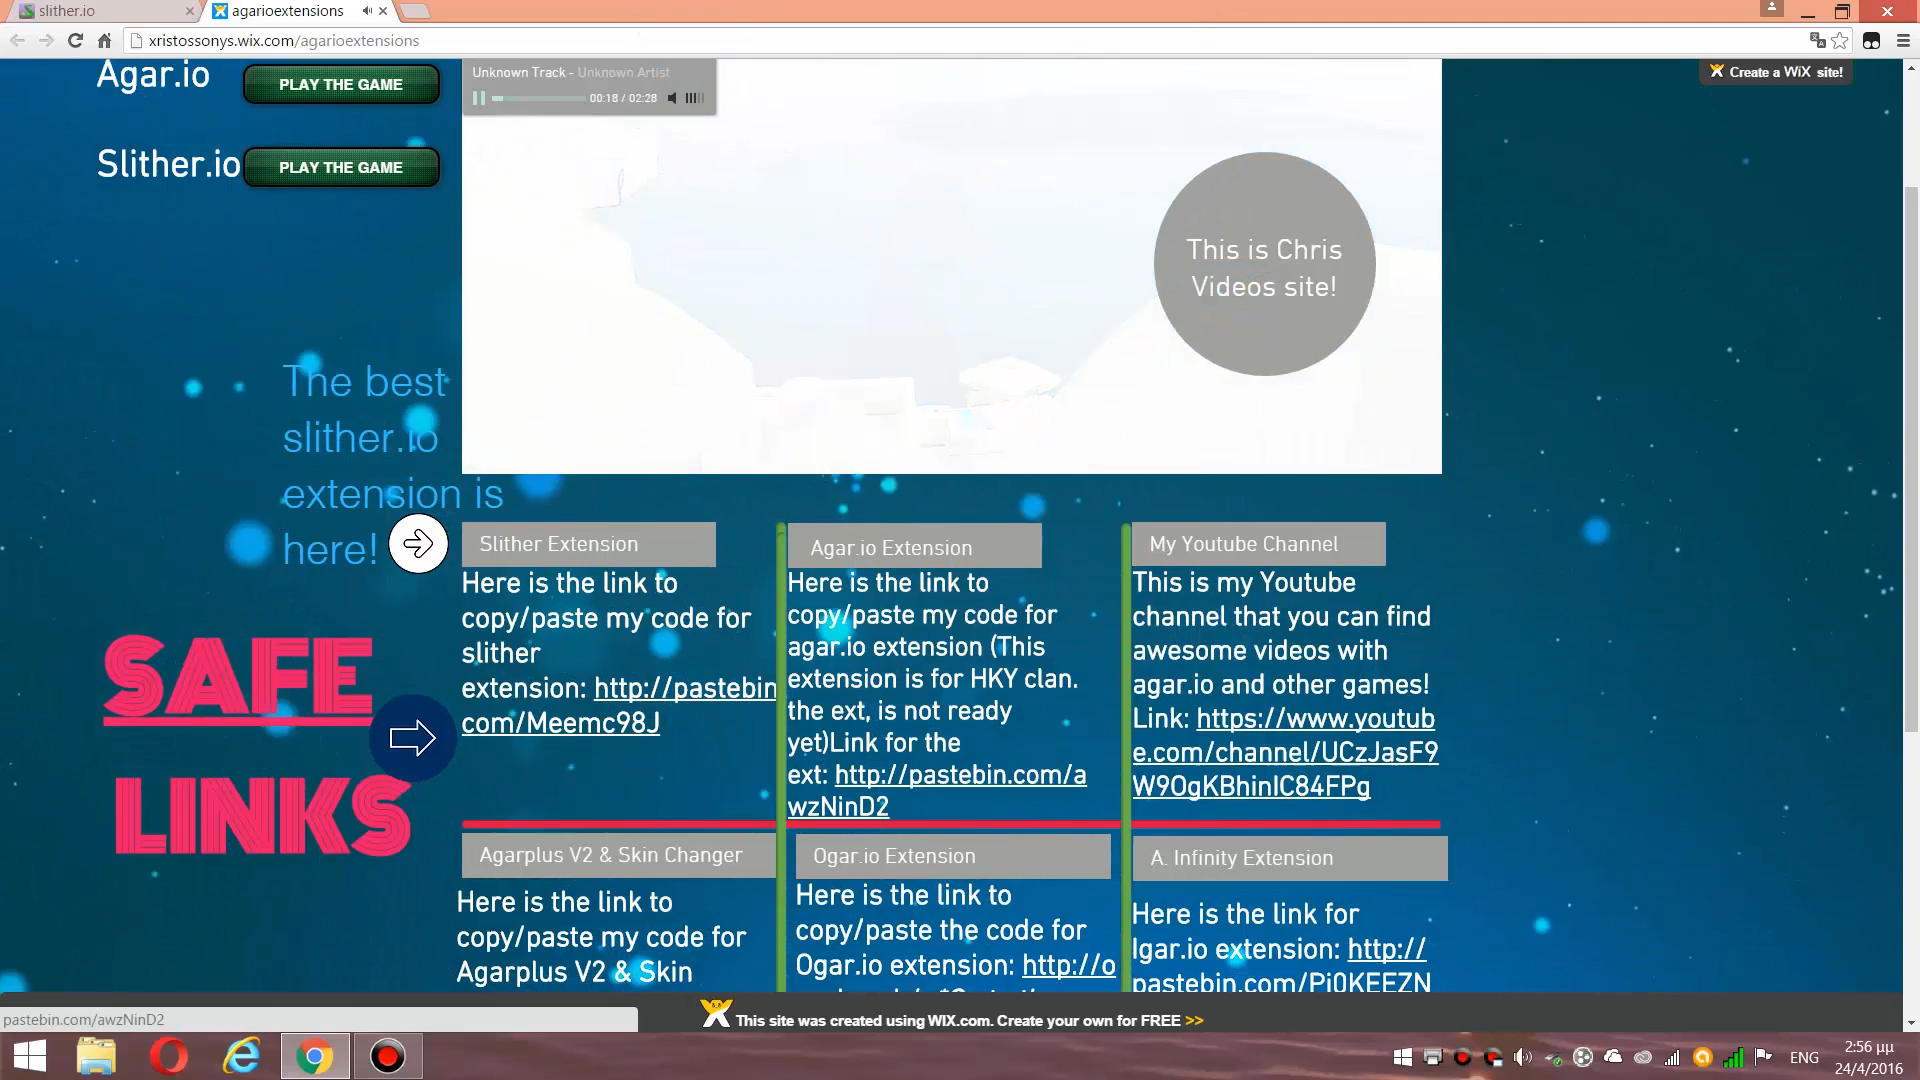 slither.io
agarioextensions
xristossonys.wix.com/agarioextensions
Agar.io
PLAY THE GAME
Unknown Track - Unknown Artist
00:18 / 02:28
Create a WiX site!
Slither.io
PLAY THE GAME
This is Chris
Videos site!
The best
slither.io
extension is
here!
Slither Extension
Here is the link to
copy/paste my code for
slither
extension: http://pastebin
com/Meemc98J
Agar.io Extension
Here is the link to
copy/paste my code for
agar.io extension (This
extension is for HKY clan.
the ext, is not ready
yet)Link for the
ext: http://pastebin.com/a
wzNinD2
My Youtube Channel
This is my Youtube
channel that you can find
awesome videos with
agar.io and other games!
Link: https://www.youtub
e.com/channel/UCzJasF9
W9OgKBhinIC84FPg
SAFE
LINKS
Agarplus V2 & Skin Changer
Here is the link to
copy/paste my code for
Agarplus V2 & Skin
Ogar.io Extension
Here is the link to
copy/paste the code for
Ogar.io extension: http://o
A. Infinity Extension
Here is the link for
Igar.io extension: http://
pastebin.com/Pi0KEEZN
pastebin.com/awzNinD2
This site was created using WIX.com. Create your own for FREE >>
ENG
2:56 μμ
24/4/2016